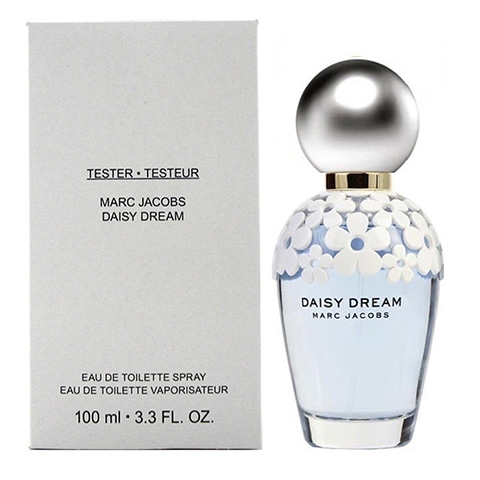 TESTER • TESTEUR
MARC JACOBS
DAISY DREAM
EAU DE TOILETTE SPRAY
EAU DE TOILETTE VAPORISATEUR
100 ml • 3.3 FL. OZ.
DAISY DREAM
MARC JACOBS